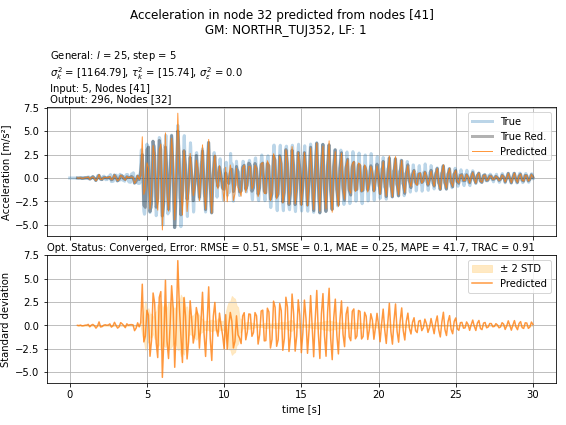 Acceleration in node 32 predicted from nodes [41]
GM: NORTHR_TUJ352, LF: 1
General: l = 25, step = 5
σ²ₖ = [1164.79], τ²ₖ = [15.74], σ²ε = 0.0
Input: 5, Nodes [41]
Output: 296, Nodes [32]
Acceleration [m/s²]
7.5
5.0
2.5
0.0
−2.5
−5.0
True
True Red.
Predicted
Opt. Status: Converged, Error: RMSE = 0.51, SMSE = 0.1, MAE = 0.25, MAPE = 41.7, TRAC = 0.91
Standard deviation
7.5
5.0
2.5
0.0
−2.5
−5.0
± 2 STD
Predicted
0 5 10 15 20 25 30
time [s]